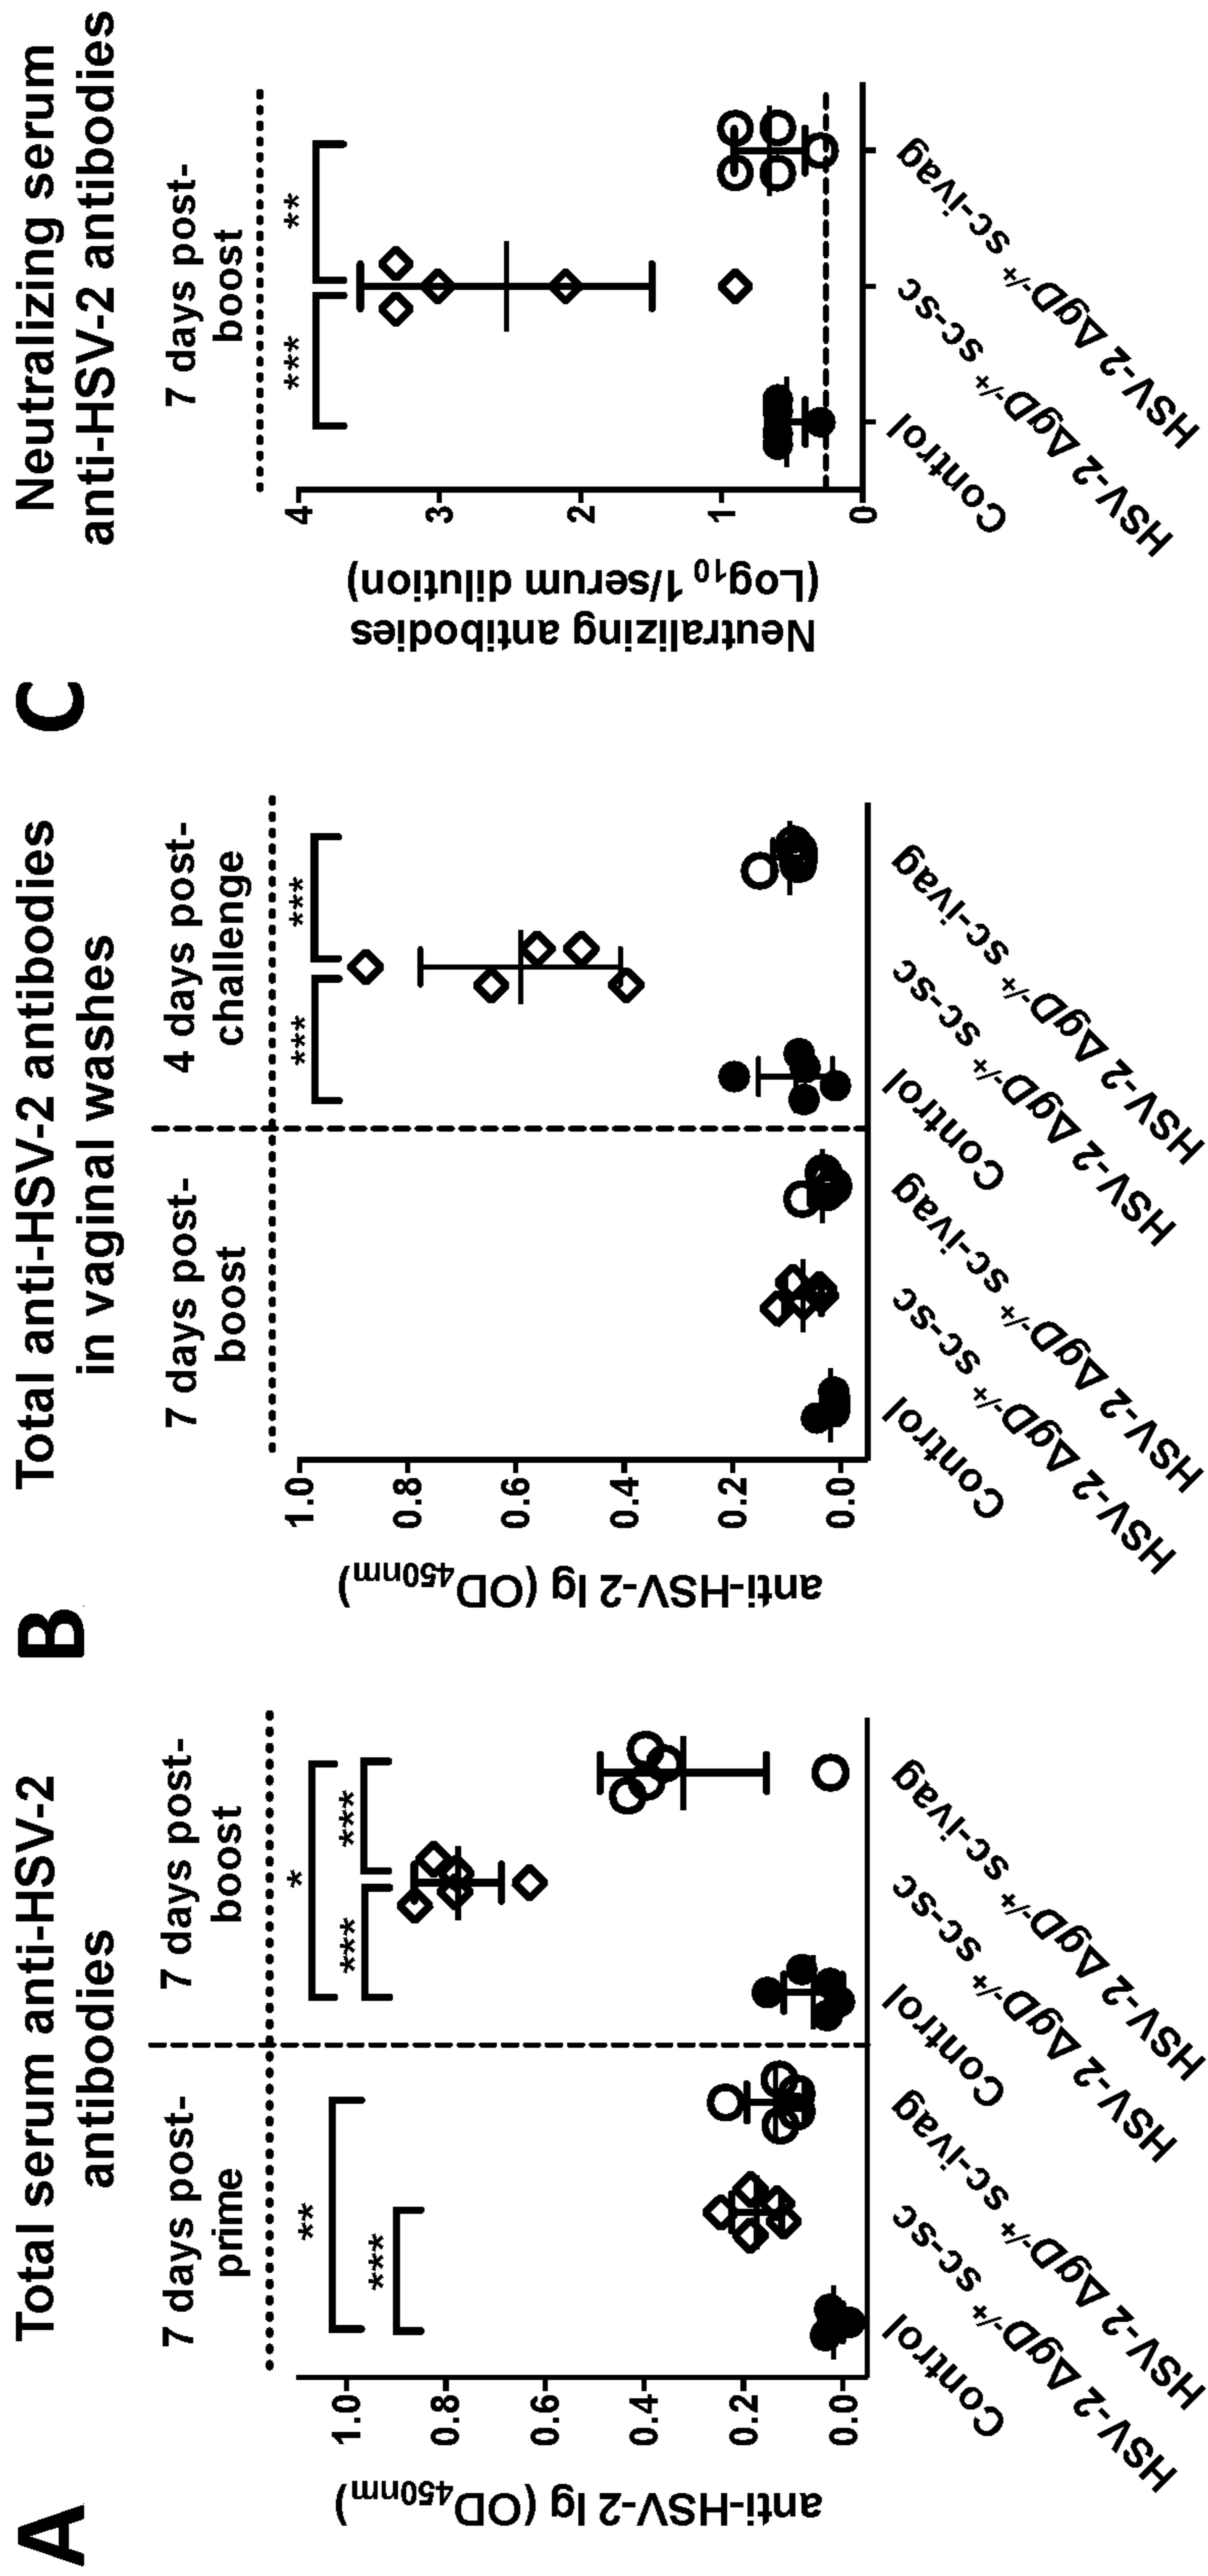 A
Total serum anti-HSV-2
antibodies
7 days post-
prime
7 days post-
boost
**
***
*
***
***
anti-HSV-2 Ig (OD450nm)
1.0
0.8
0.6
0.4
0.2
0.0
Control
HSV-2 ΔgD-/+ sc-sc
HSV-2 ΔgD-/+ sc-ivag
Control
HSV-2 ΔgD-/+ sc-sc
HSV-2 ΔgD-/+ sc-ivag
B
Total anti-HSV-2 antibodies
in vaginal washes
7 days post-
boost
4 days post-
challenge
***
***
anti-HSV-2 Ig (OD450nm)
1.0
0.8
0.6
0.4
0.2
0.0
Control
HSV-2 ΔgD-/+ sc-sc
HSV-2 ΔgD-/+ sc-ivag
Control
HSV-2 ΔgD-/+ sc-sc
HSV-2 ΔgD-/+ sc-ivag
C
Neutralizing serum
anti-HSV-2 antibodies
7 days post-
boost
***
**
Neutralizing antibodies
(Log10 1/serum dilution)
4
3
2
1
0
Control
HSV-2 ΔgD-/+ sc-sc
HSV-2 ΔgD-/+ sc-ivag